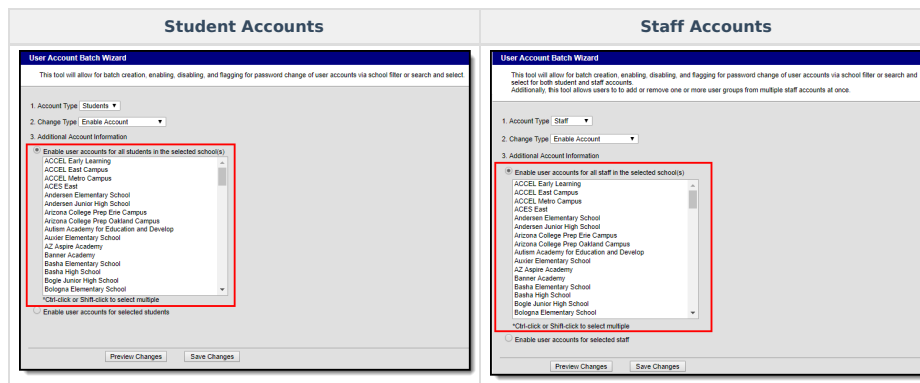 Student Accounts
User Account Batch Wizard
This tool will allow for batch creation, enabling, disabling, and flagging for password change of user accounts via school filter or search and select
1. Account Type Students
2. Change Type Enable Account
3. Additional Account Information
Enable user accounts for all students in the selected school(s)
ACCEL Early Learning
ACCEL East Campus
ACCEL Metro Campus
ACES East
Andersen Elementary School
Andersen Junior High School
Arizona College Prep Erie Campus
Arizona College Prep Oakland Campus
Autism Academy for Education and Develop
Auxier Elementary School
AZ Aspire Academy
Banner Academy
Basha Elementary School
Basha High School
Bogle Junior High School
Bologna Elementary School
*Ctrl-click or Shift-click to select multiple
Enable user accounts for selected students
Preview Changes Save Changes
Staff Accounts
User Account Batch Wizard
This tool will allow for batch creation, enabling, disabling, and flagging for password change of user accounts via school filter or search and
select for both student and staff accounts.
Additionally, this tool allows users to to add or remove one or more user groups from multiple staff accounts at once.
1. Account Type Staff
2. Change Type Enable Account
3. Additional Account Information
Enable user accounts for all staff in the selected school(s)
ACCEL Early Learning
ACCEL East Campus
ACCEL Metro Campus
ACES East
Andersen Elementary School
Andersen Junior High School
Arizona College Prep Erie Campus
Arizona College Prep Oakland Campus
Autism Academy for Education and Develop
Auxier Elementary School
AZ Aspire Academy
Banner Academy
Basha Elementary School
Basha High School
Bogle Junior High School
Bologna Elementary School
*Ctrl-click or Shift-click to select multiple
Enable user accounts for selected staff
Preview Changes Save Changes